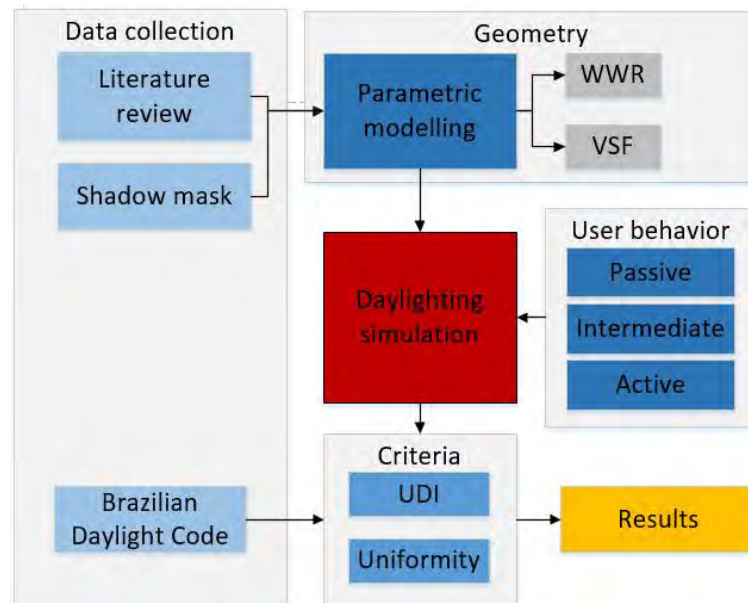 Data collection
Literature
review
Shadow mask
Brazilian
Daylight Code
Geometry
Parametric
modelling
WWR
VSF
Daylighting
simulation
User behavior
Passive
Intermediate
Active
Criteria
UDI
Uniformity
Results